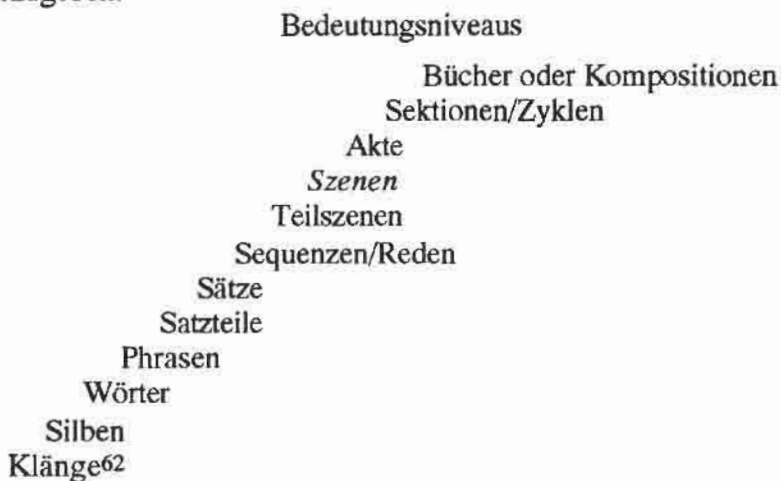 Bedeutungsniveaus
Bücher oder Kompositionen
Sektionen/Zyklen
Akte
Szenen
Teilszenen
Sequenzen/Reden
Sätze
Satzteile
Phrasen
Wörter
Silben
Klänge62